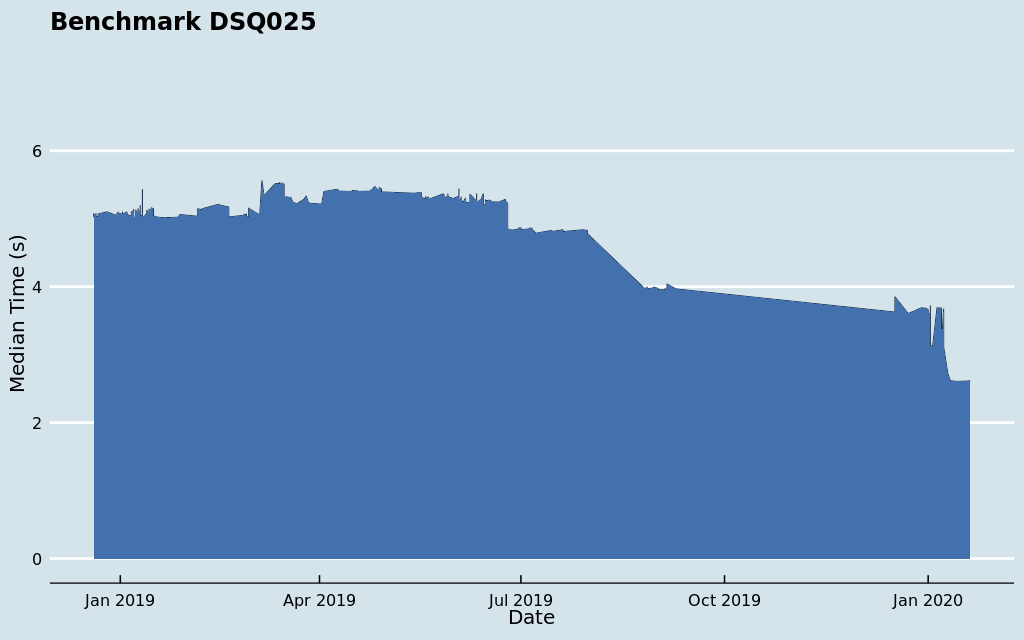 Benchmark DSQ025
Median Time (s)
6
4
2
0
Jan 2019
Apr 2019
Jul 2019
Oct 2019
Jan 2020
Date